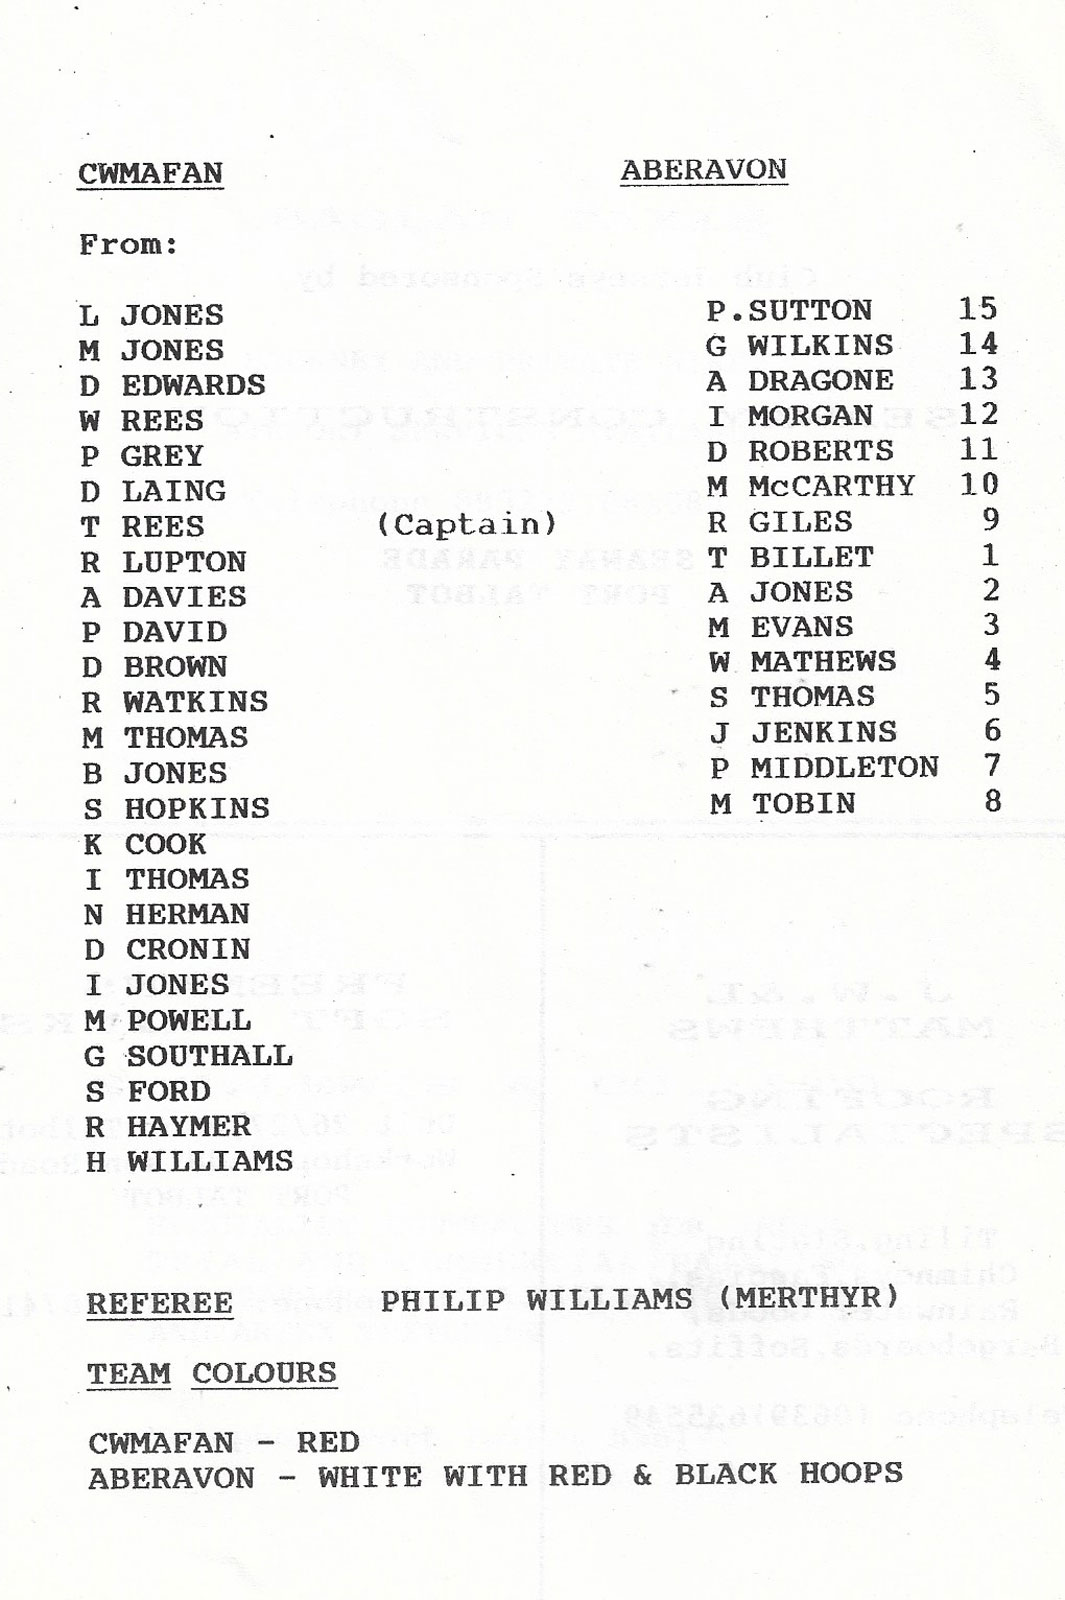 CWMAFAN
From:
L JONES
M JONES
D EDWARDS
W REES
P GREY
D LAING
T REES (Captain)
R LUPTON
A DAVIES
P DAVID
D BROWN
R WATKINS
M THOMAS
B JONES
S HOPKINS
K COOK
I THOMAS
N HERMAN
D CRONIN
I JONES
M POWELL
G SOUTHALL
S FORD
R HAYMER
H WILLIAMS
ABERAVON
P.SUTTON 15
G WILKINS 14
A DRAGONE 13
I MORGAN 12
D ROBERTS 11
M McCARTHY 10
R GILES 9
T BILLET 1
A JONES 2
M EVANS 3
W MATHEWS 4
S THOMAS 5
J JENKINS 6
P MIDDLETON 7
M TOBIN 8
REFEREE PHILIP WILLIAMS (MERTHYR)
TEAM COLOURS
CWMAFAN - RED
ABERAVON - WHITE WITH RED & BLACK HOOPS